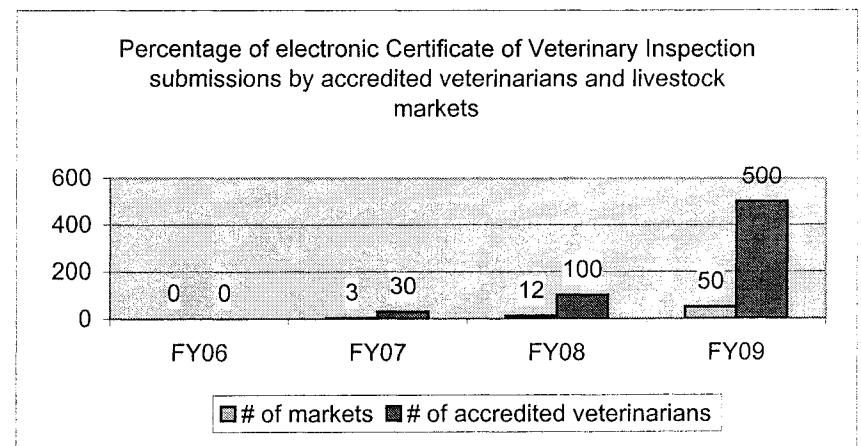 Percentage of electronic Certificate of Veterinary Inspection
submissions by accredited veterinarians and livestock
markets
600
400
200
0
0 0
3 30
12 100
50 500
FY06 FY07 FY08 FY09
# of markets # of accredited veterinarians